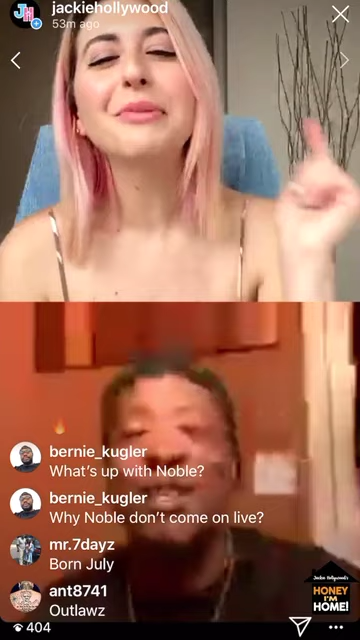 jackiehollywood
53m ago
bernie_kugler
What's up with Noble?
bernie_kugler
Why Noble don't come on live?
mr.7dayz
Born July
ant8741
Outlawz
Jackie Hollywood's
HONEY
I'M
HOME!
404